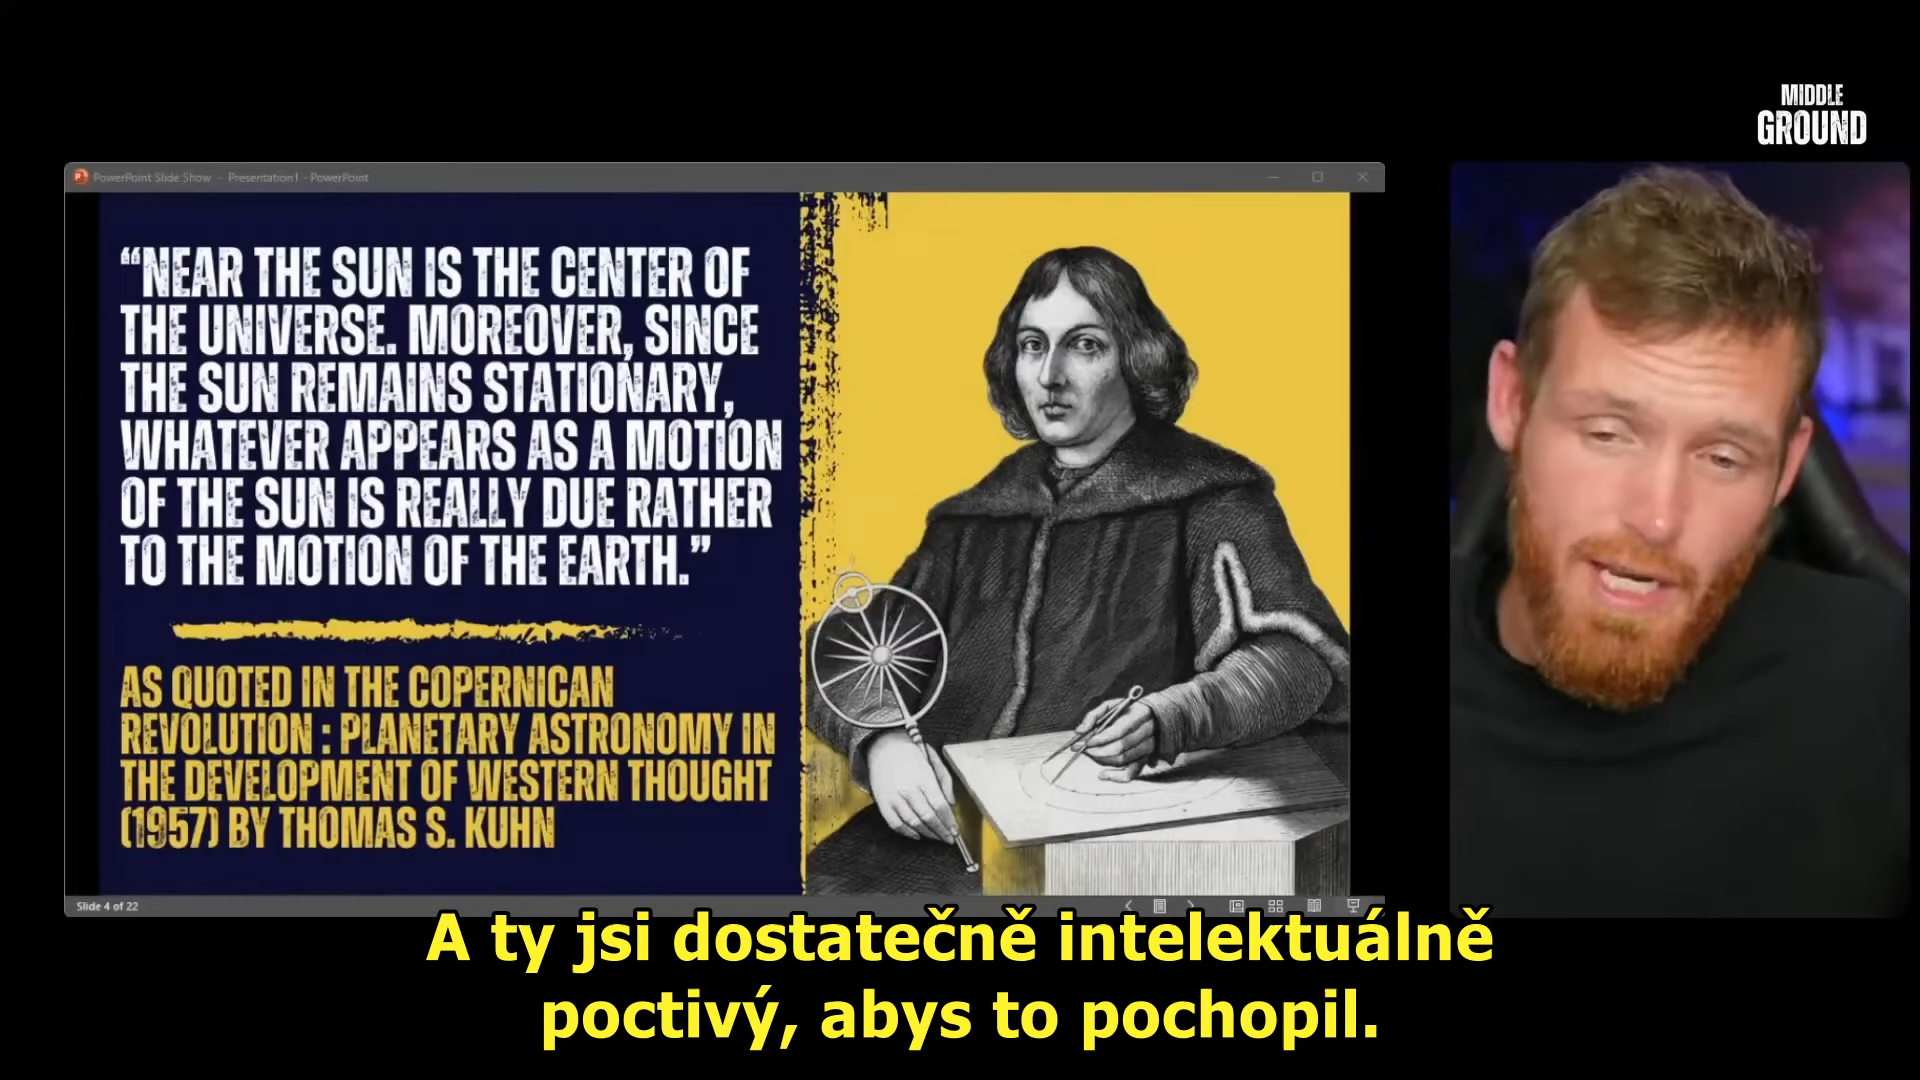 MIDDLE
GROUND
PowerPoint Slide Show - Presentation1 - PowerPoint
“NEAR THE SUN IS THE CENTER OF
THE UNIVERSE. MOREOVER, SINCE
THE SUN REMAINS STATIONARY,
WHATEVER APPEARS AS A MOTION
OF THE SUN IS REALLY DUE RATHER
TO THE MOTION OF THE EARTH.”
AS QUOTED IN THE COPERNICAN
REVOLUTION : PLANETARY ASTRONOMY IN
THE DEVELOPMENT OF WESTERN THOUGHT
(1957) BY THOMAS S. KUHN
Slide 4 of 22
A ty jsi dostatečně intelektuálně
poctivý, abys to pochopil.